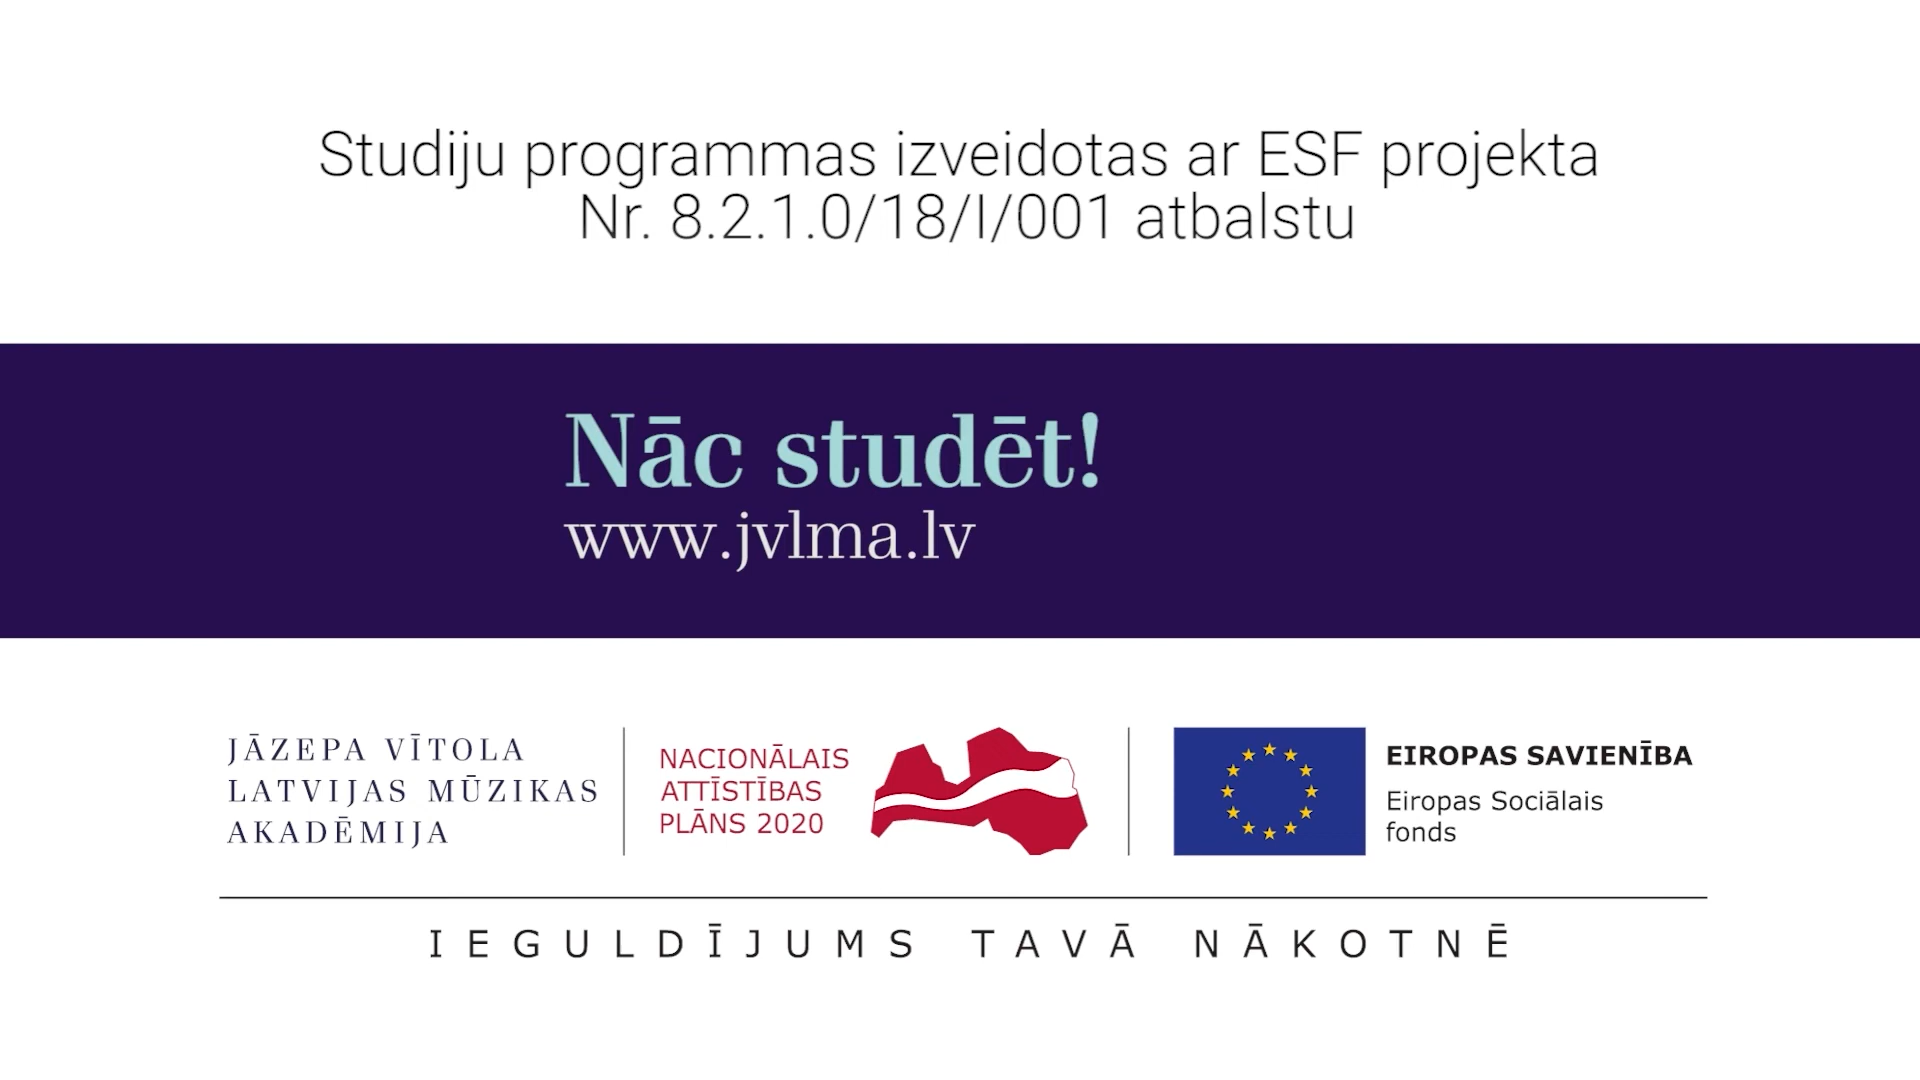 Studiju programmas izveidotas ar ESF projekta
Nr. 8.2.1.0/18/I/001 atbalstu
Nāc studēt!
www.jvlma.lv
JĀZEPA VĪTOLA
LATVIJAS MŪZIKAS
AKADĒMIJA
NACIONĀLAIS
ATTĪSTĪBAS
PLĀNS 2020
EIROPAS SAVIENĪBA
Eiropas Sociālais
fonds
IEGULDĪJUMS TAVĀ NĀKOTNĒ